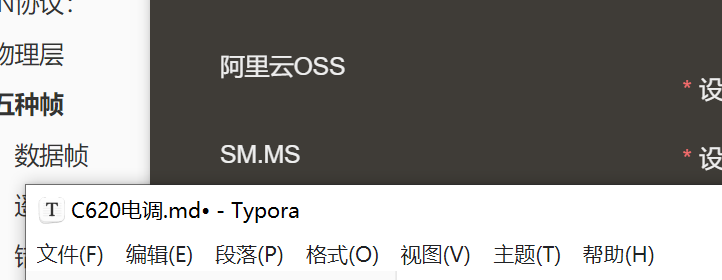 N协议：
物理层
五种帧
数据帧
阿里云OSS
SM.MS
* 设
* 设
C620电调.md• - Typora
文件(F) 编辑(E) 段落(P) 格式(O) 视图(V) 主题(T) 帮助(H)